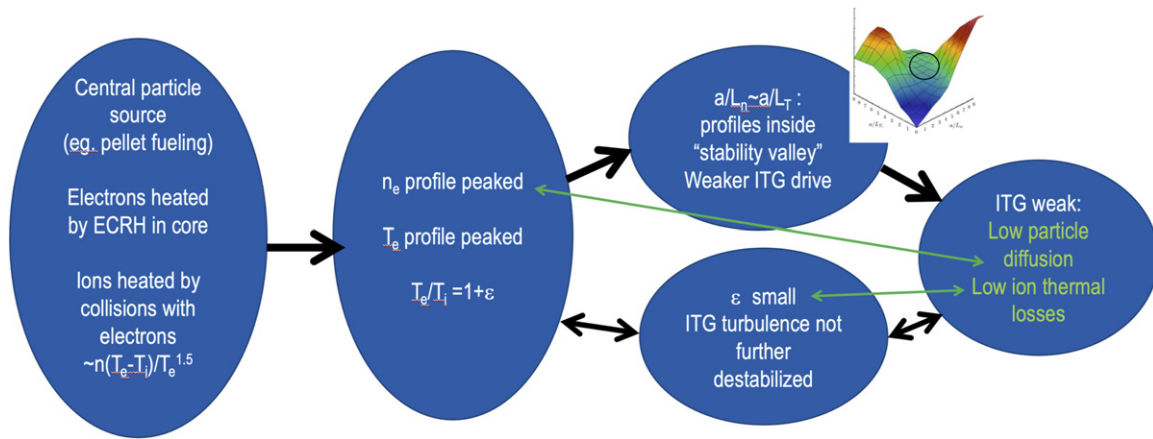 Central particle
source
(eg. pellet fueling)
Electrons heated
by ECRH in core
Ions heated by
collisions with
electrons
~n(Te-Ti)/Te^1.5
ne profile peaked
Te profile peaked
Te/Ti =1+ε
a/Ln~a/LT :
profiles inside
“stability valley”
Weaker ITG drive
ε small
ITG turbulence not
further
destabilized
ITG weak:
Low particle
diffusion
Low ion thermal
losses